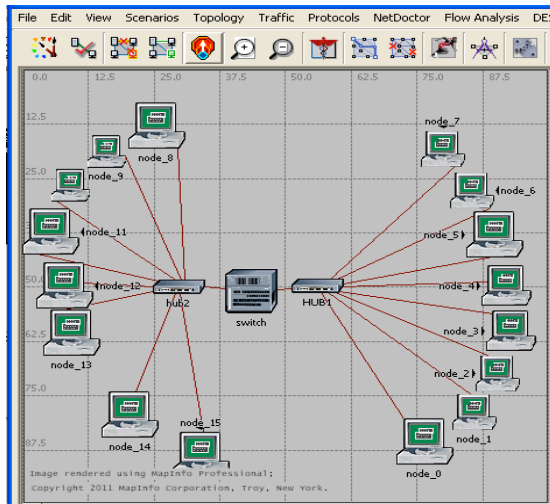 File Edit View Scenarios Topology Traffic Protocols NetDoctor Flow Analysis DES
0.0 12.5 25.0 37.5 50.0 62.5 75.0 87.5
12.5
node_7
node_8
node_9
25.0
node_6
node_11
node_5
37.5
50.0
node_12
hub2
switch
HUB1
node_4
node_3
62.5
node_13
node_2
75.0
node_15
node_14
node_1
87.5
node_0
Image rendered using MapInfo Professional;
Copyright 2011 MapInfo Corporation, Troy, New York.